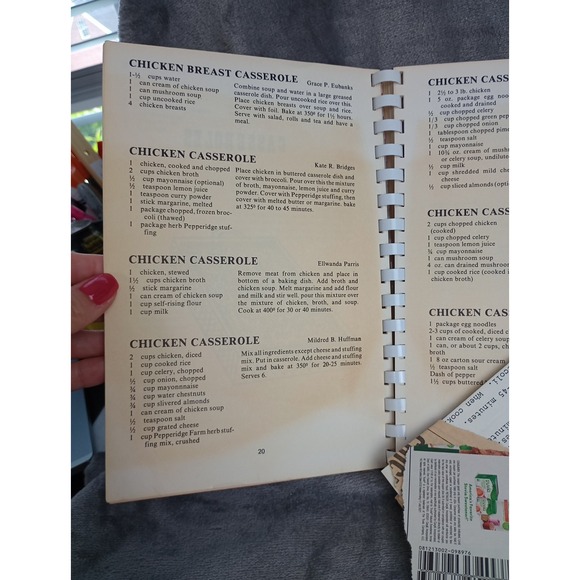 CHICKEN BREAST CASSEROLE
Grace P. Eubanks
1-½ cups water
1 can cream of chicken soup
1 can mushroom soup
1 cup uncooked rice
4 chicken breasts
Combine soup and water in a large greased
casserole dish. Pour uncooked rice over this.
Place chicken breasts over soup and rice.
Cover with foil. Bake at 350º for 1½ hours.
Serve with salad, rolls and tea and have a
meal.
CHICKEN CASSEROLE
Kate R. Bridges
1 chicken, cooked and chopped
2 cups chicken broth
½ cup mayonnaise (optional)
½ teaspoon lemon juice
1 teaspoon curry powder
1 stick margarine, melted
1 package chopped, frozen broc-
coli (thawed)
1 package herb Pepperidge stuf-
fing
Place chicken in buttered casserole dish and
cover with broccoli. Pour over this the mixture
of broth, mayonnaise, lemon juice and curry
powder. Cover with Pepperidge stuffing, then
cover with melted butter or margarine. bake
at 325º for 40 to 45 minutes.
CHICKEN CASSEROLE
Ellwanda Parris
1 chicken, stewed
1½ cups chicken broth
½ stick margarine
1 can cream of chicken soup
1 cup self-rising flour
1 cup milk
Remove meat from chicken and place in
bottom of a baking dish. Add broth and
chicken soup. Melt margarine and add flour
and milk and stir well, pour this mixture over
the mixture of chicken, broth, and soup.
Cook at 400º for 30 or 40 minutes.
CHICKEN CASSEROLE
Mildred B. Huffman
2 cups chicken, diced
1 cup cooked rice
1 cup celery, chopped
½ cup onion, chopped
¾ cup mayonnnaise
¾ cup water chestnuts
¾ cup slivered almonds
1 can cream of chicken soup
½ teaspoon salt
½ cup grated cheese
1 cup Pepperidge Farm herb stuf-
fing mix, crushed
Mix all ingredients except cheese and stuffing
mix. Put in casserole. Add cheese and stuffing
mix and bake at 350º for 20-25 minutes.
Serves 6.
20
CHICKEN CASS
1 2½ to 3 lb. chicken
1 5 oz. package egg noo
cooked and drained
½ cup chopped celery
1/3 cup chopped green pep
1/3 cup chopped onion
1 tablespoon chopped pime
½ teaspoon salt
1 cup mayonnaise
1 10¾ oz. cream of mushr
or celery soup, undilut
½ cup milk
1 cup shredded mild che
cheese
½ cup sliced almonds (optio
CHICKEN CASS
2 cups chopped chicken
(cooked)
1 cup chopped celery
1 teaspoon lemon juice
¾ cup mayonnaise
1 can mushroom soup
4 oz. can drained mushroo
1 cup cooked rice (cooked in
chicken broth)
CHICKEN CASS
1 package egg noodles
2-3 cups of cooked, diced c
1 can cream of celery soup
1 can, or about 2 cups, ch
broth
1 8 oz carton sour cream
½ teaspoon salt
Dash of pepper
1½ cups buttered
America's Favorite
081213002-098976